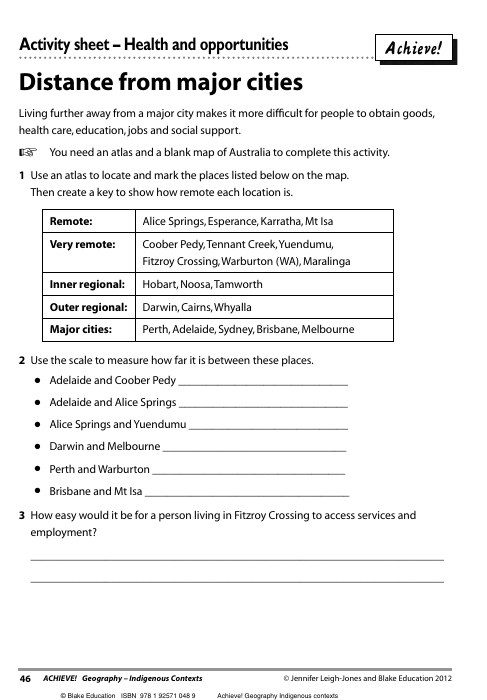 Activity sheet – Health and opportunities
Achieve!
Distance from major cities
Living further away from a major city makes it more difficult for people to obtain goods,
health care, education, jobs and social support.
☞ You need an atlas and a blank map of Australia to complete this activity.
1 Use an atlas to locate and mark the places listed below on the map.
Then create a key to show how remote each location is.
Remote: Alice Springs, Esperance, Karratha, Mt Isa
Very remote: Coober Pedy, Tennant Creek, Yuendumu,
Fitzroy Crossing, Warburton (WA), Maralinga
Inner regional: Hobart, Noosa, Tamworth
Outer regional: Darwin, Cairns, Whyalla
Major cities: Perth, Adelaide, Sydney, Brisbane, Melbourne
2 Use the scale to measure how far it is between these places.
• Adelaide and Coober Pedy ____________________
• Adelaide and Alice Springs ____________________
• Alice Springs and Yuendumu ____________________
• Darwin and Melbourne ____________________
• Perth and Warburton ____________________
• Brisbane and Mt Isa ____________________
3 How easy would it be for a person living in Fitzroy Crossing to access services and
employment?
46 ACHIEVE! Geography – Indigenous Contexts © Jennifer Leigh-Jones and Blake Education 2012
© Blake Education ISBN 978 1 92571 048 9 Achieve! Geography Indigenous contexts